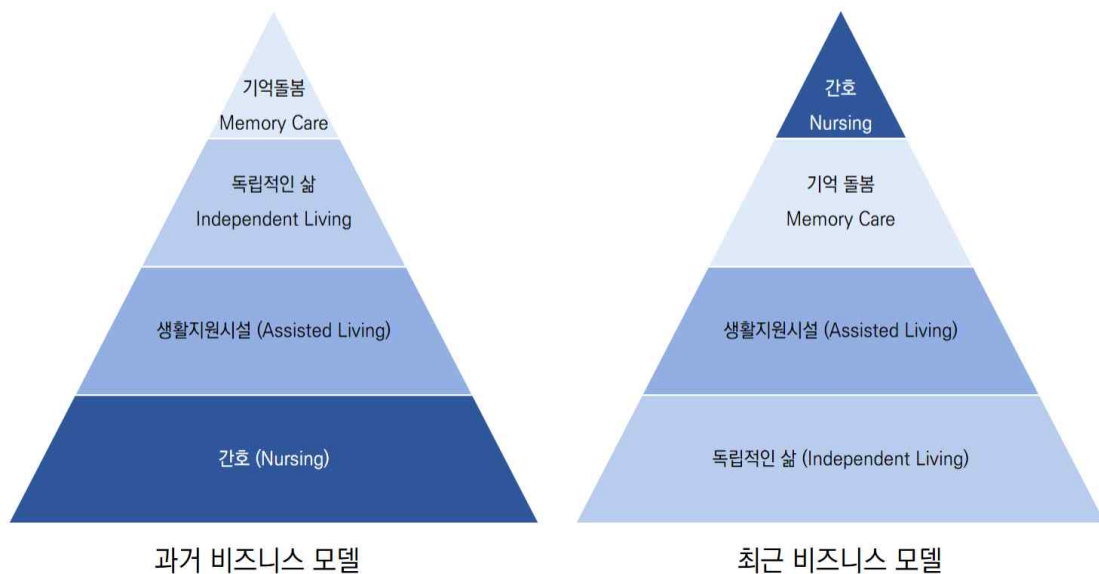 기억돌봄
Memory Care
독립적인 삶
Independent Living
생활지원시설 (Assisted Living)
간호 (Nursing)
과거 비즈니스 모델
간호
Nursing
기억 돌봄
Memory Care
생활지원시설 (Assisted Living)
독립적인 삶 (Independent Living)
최근 비즈니스 모델